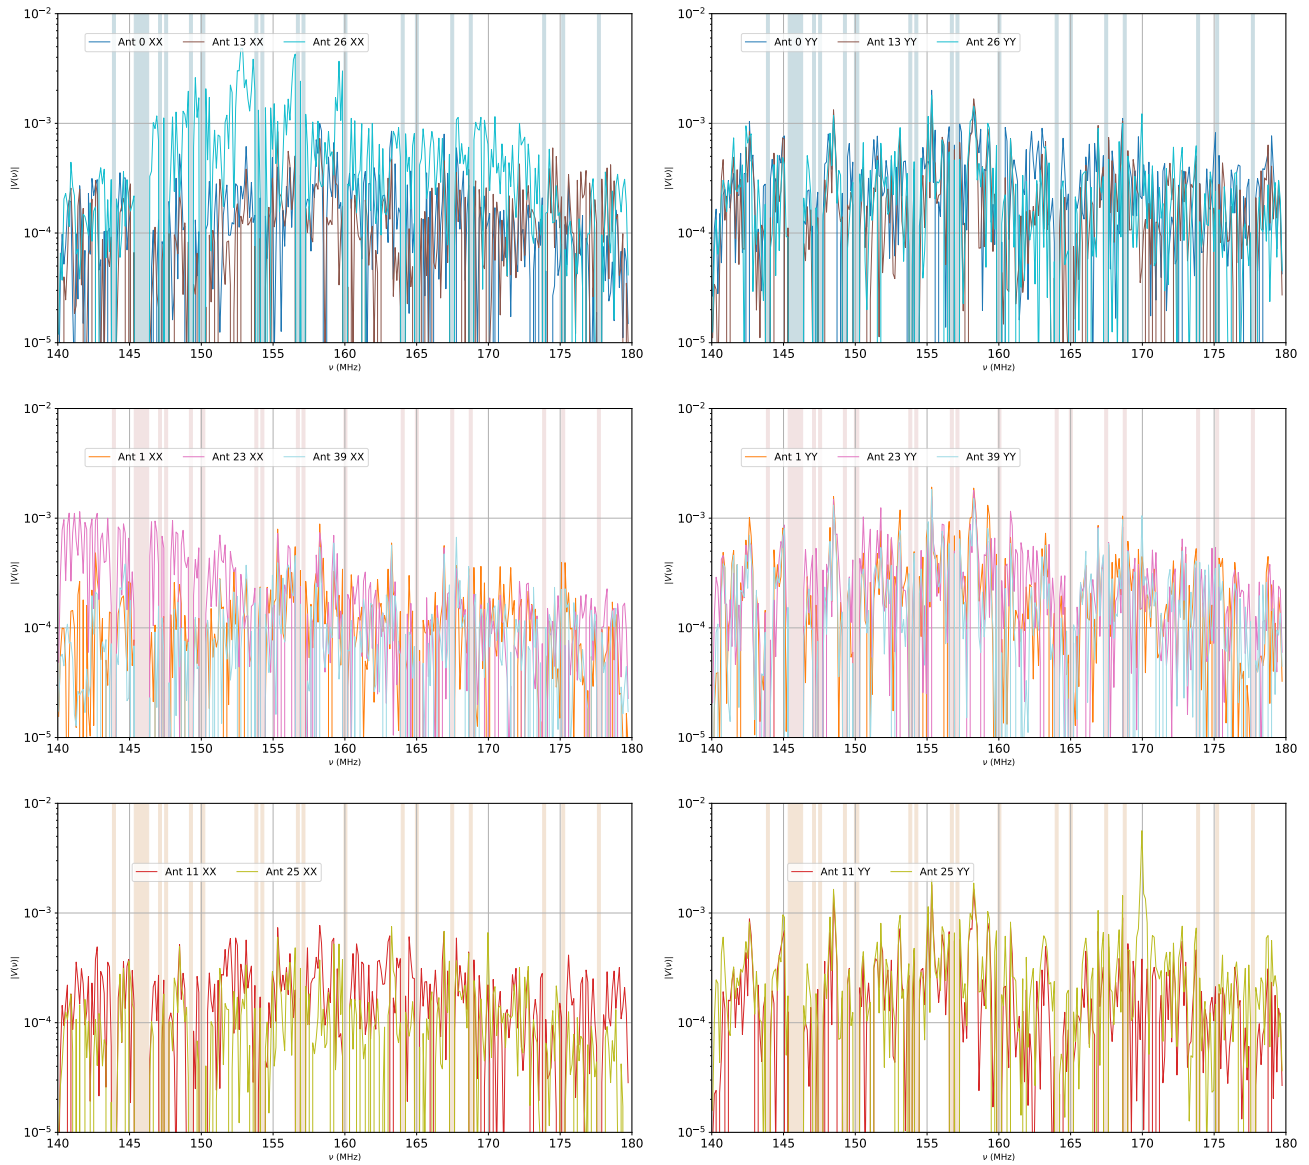 10⁻²
10⁻³
10⁻⁴
10⁻⁵
|V(ν)|
Ant 0 XX Ant 13 XX Ant 26 XX
140 145 150 155 160 165 170 175 180
ν (MHz)
10⁻²
10⁻³
10⁻⁴
10⁻⁵
|V(ν)|
Ant 0 YY Ant 13 YY Ant 26 YY
140 145 150 155 160 165 170 175 180
ν (MHz)
10⁻²
10⁻³
10⁻⁴
10⁻⁵
|V(ν)|
Ant 1 XX Ant 23 XX Ant 39 XX
140 145 150 155 160 165 170 175 180
ν (MHz)
10⁻²
10⁻³
10⁻⁴
10⁻⁵
|V(ν)|
Ant 1 YY Ant 23 YY Ant 39 YY
140 145 150 155 160 165 170 175 180
ν (MHz)
10⁻²
10⁻³
10⁻⁴
10⁻⁵
|V(ν)|
Ant 11 XX Ant 25 XX
140 145 150 155 160 165 170 175 180
ν (MHz)
10⁻²
10⁻³
10⁻⁴
10⁻⁵
|V(ν)|
Ant 11 YY Ant 25 YY
140 145 150 155 160 165 170 175 180
ν (MHz)